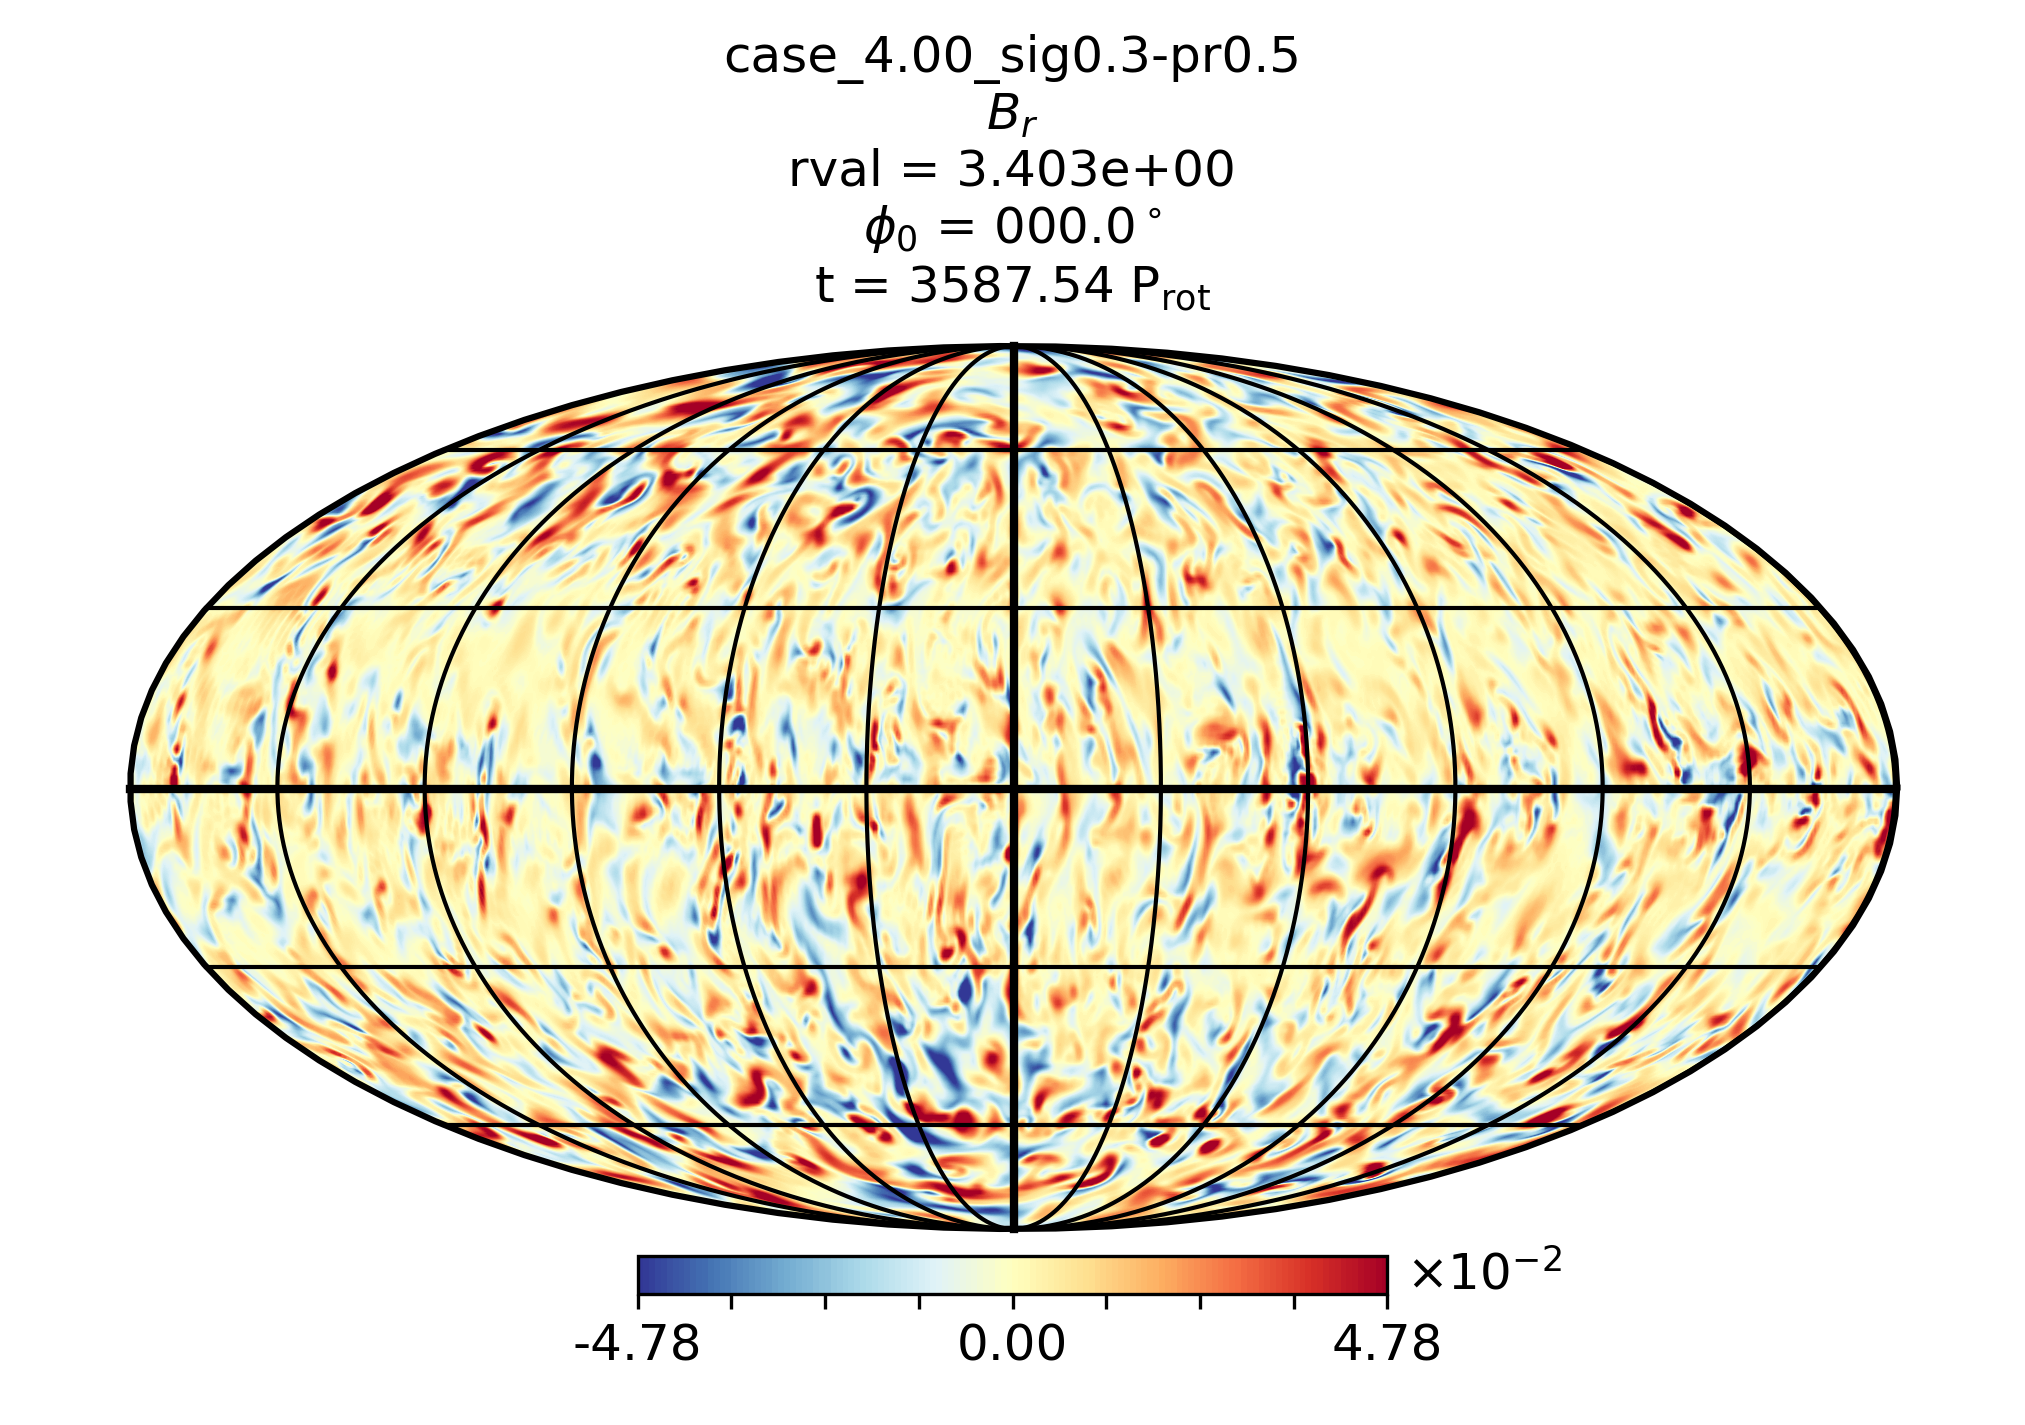 case_4.00_sig0.3-pr0.5
B_r
rval = 3.403e+00
ϕ₀ = 000.0°
t = 3587.54 P_rot
×10⁻²
-4.78 0.00 4.78